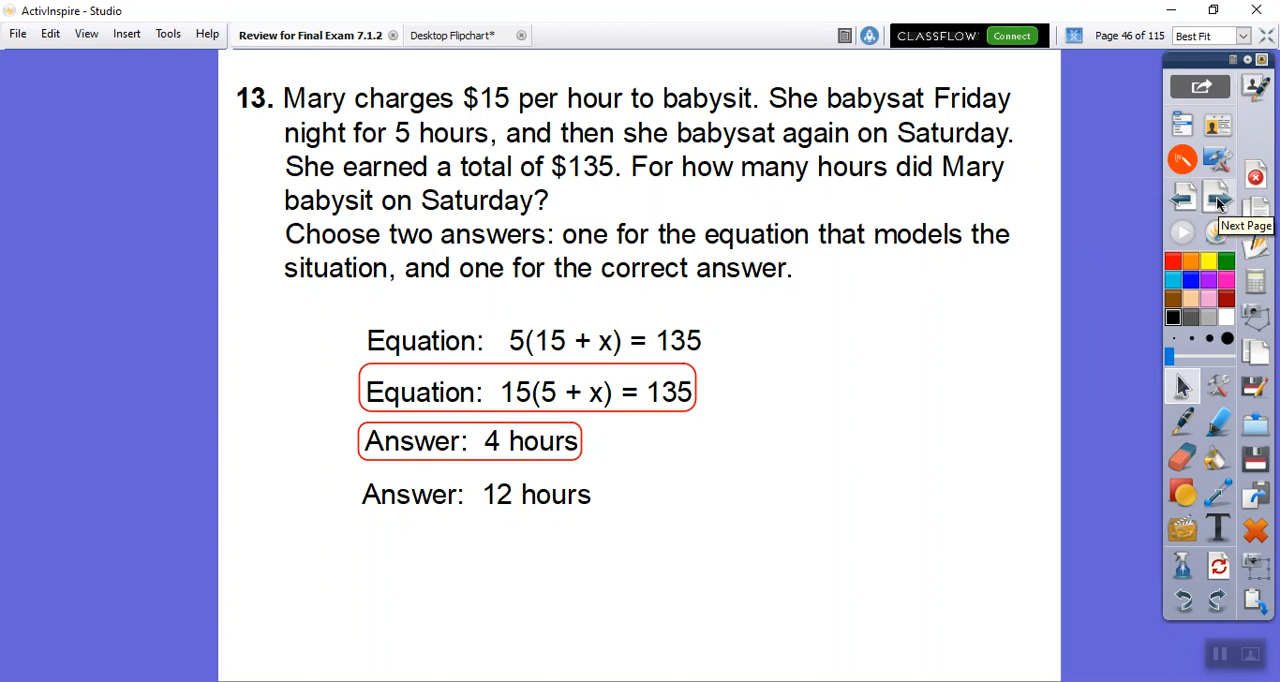 ActivInspire - Studio
File Edit View Insert Tools Help
Review for Final Exam 7.1.2
Desktop Flipchart*
CLASSFLOW Connect
Page 46 of 115
Best Fit
13. Mary charges $15 per hour to babysit. She babysat Friday
night for 5 hours, and then she babysat again on Saturday.
She earned a total of $135. For how many hours did Mary
babysit on Saturday?
Choose two answers: one for the equation that models the
situation, and one for the correct answer.
Next Page
Equation: 5(15 + x) = 135
Equation: 15(5 + x) = 135
Answer: 4 hours
Answer: 12 hours
T